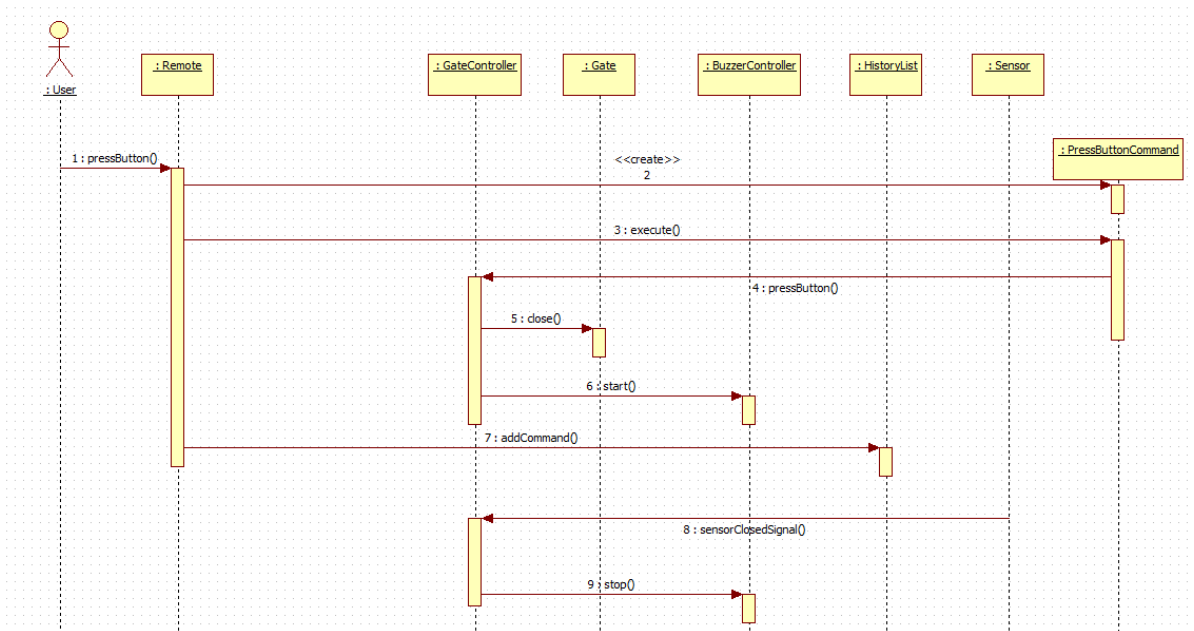 : User
: Remote
: GateController
: Gate
: BuzzerController
: HistoryList
: Sensor
: PressButtonCommand
1 : pressButton()
<<create>>
2
3 : execute()
4 : pressButton()
5 : close()
6 : start()
7 : addCommand()
8 : sensorClosedSignal()
9 : stop()